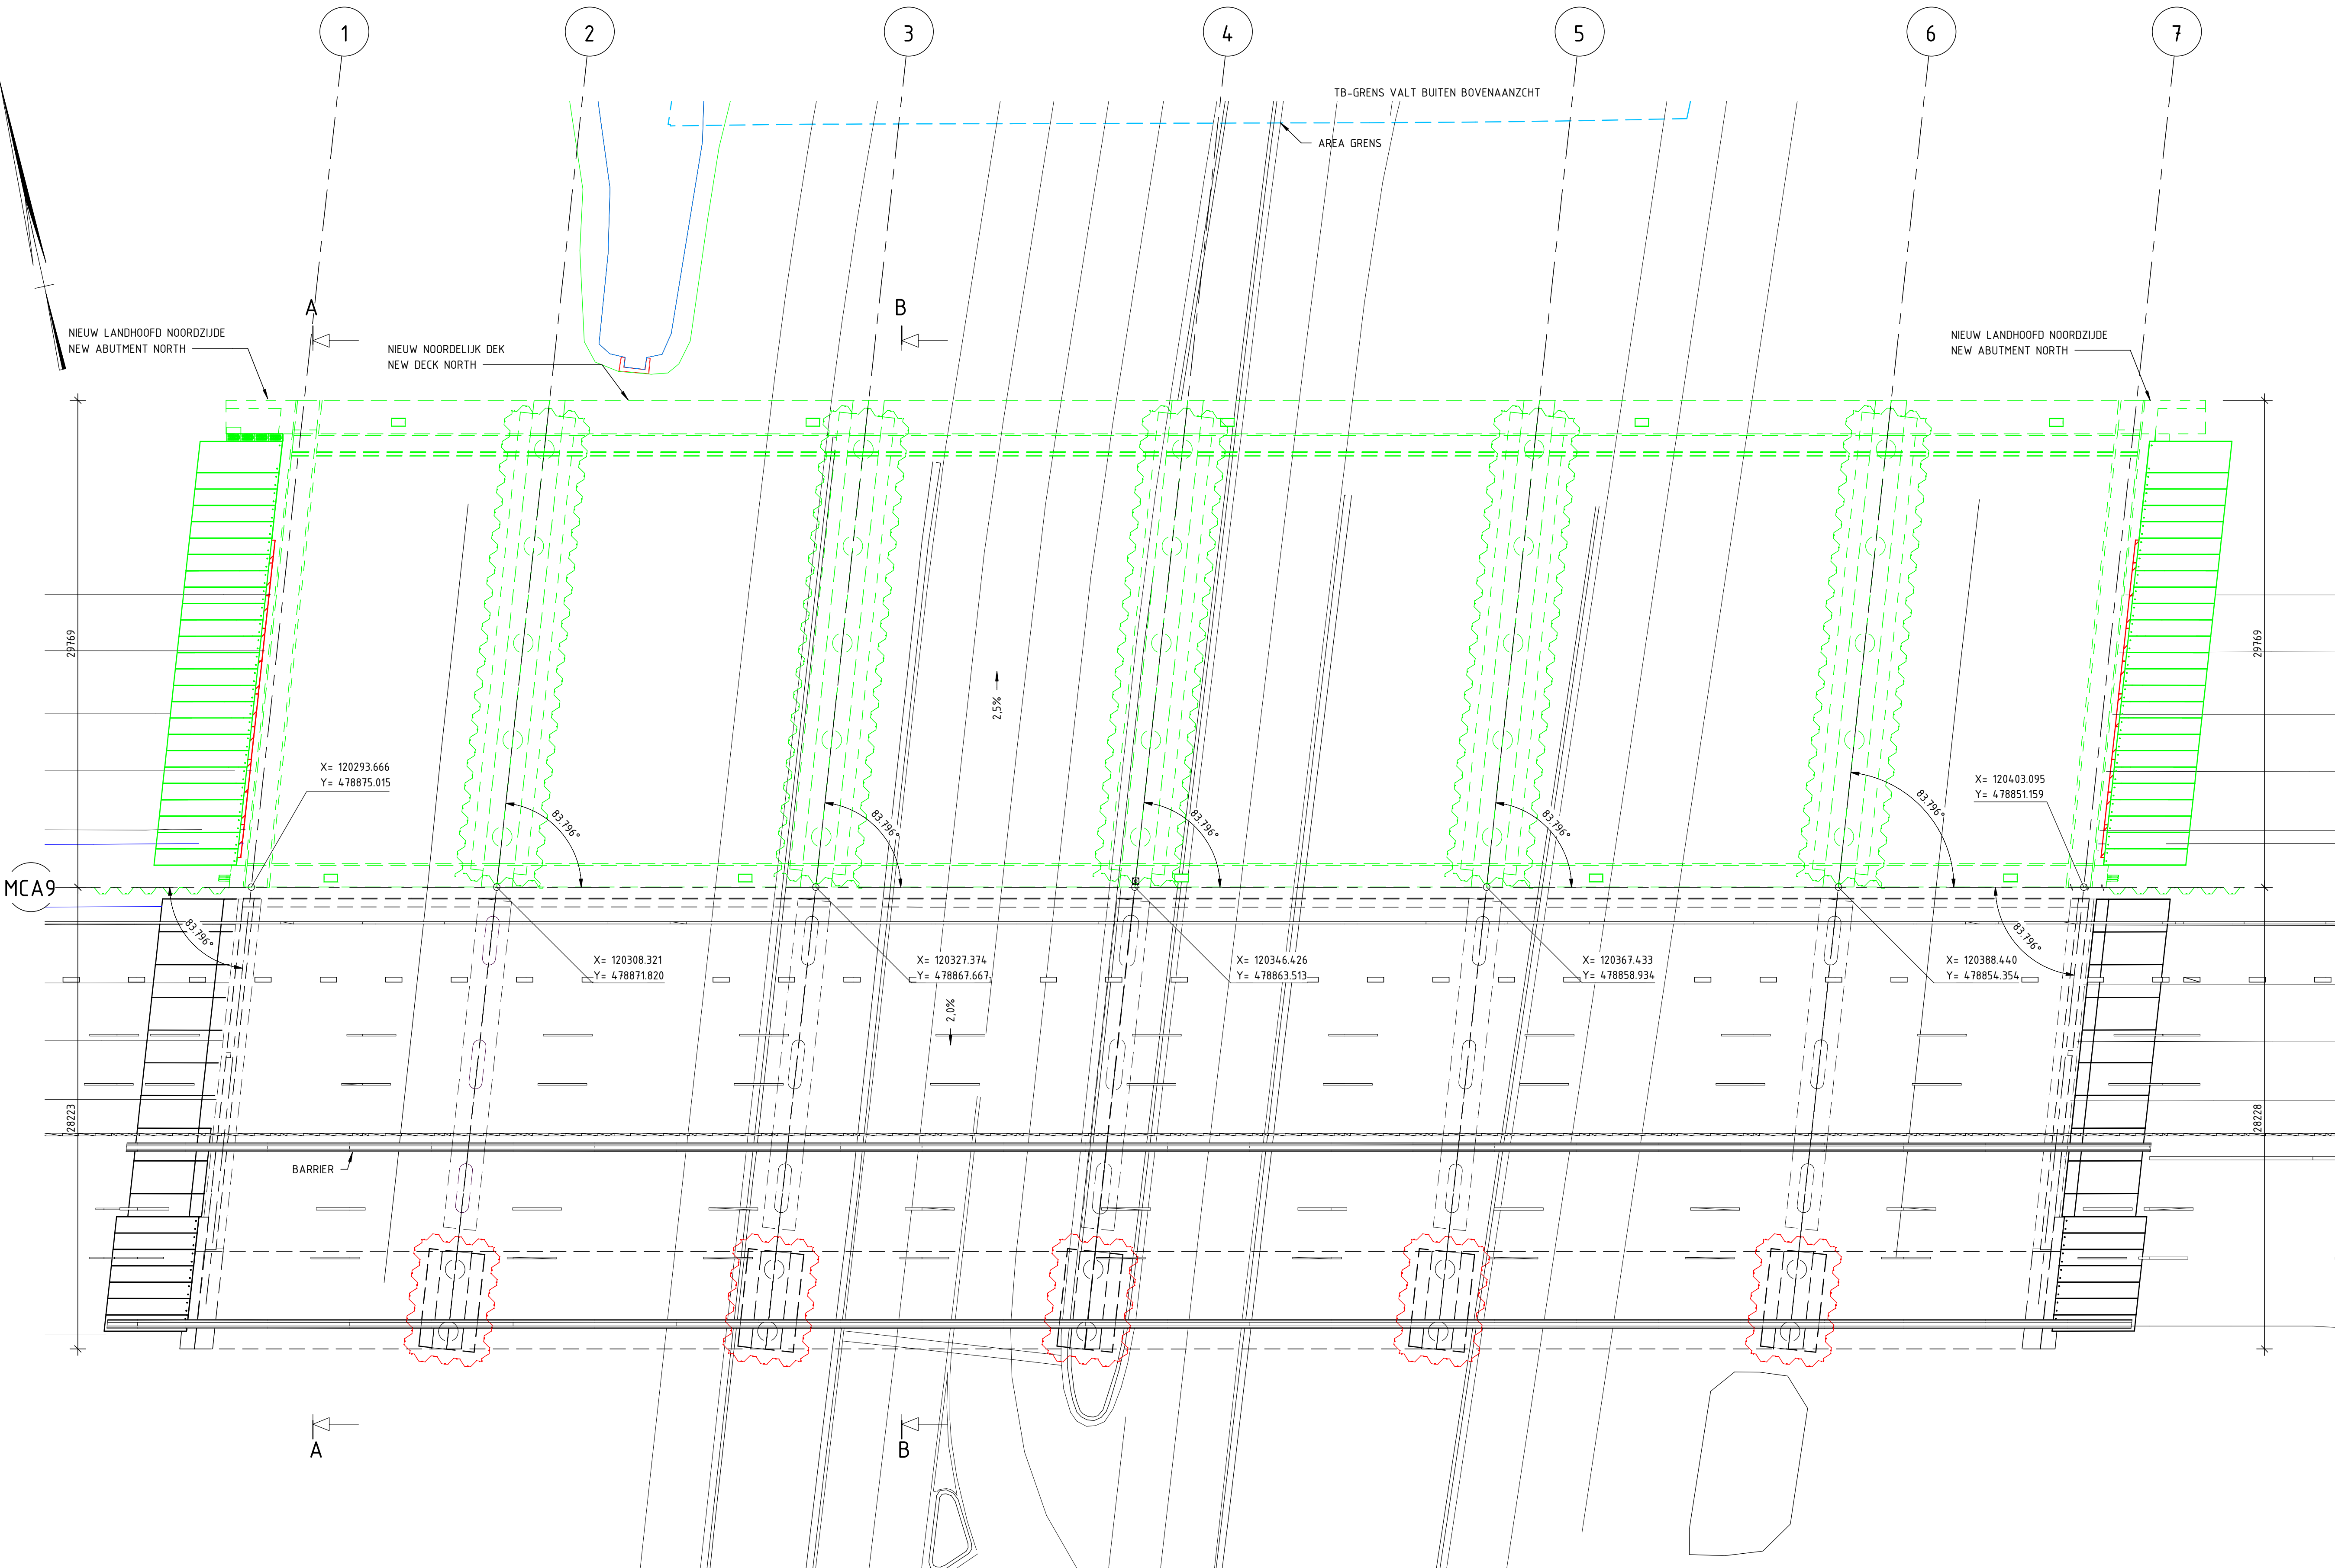 1
2
3
4
5
6
7
TB-GRENS VALT BUITEN BOVENAANZCHT
AREA GRENS
A
B
NIEUW LANDHOOFD NOORDZIJDE
NEW ABUTMENT NORTH
NIEUW NOORDELIJK DEK
NEW DECK NORTH
NIEUW LANDHOOFD NOORDZIJDE
NEW ABUTMENT NORTH
29769
29769
2,5%
X= 120293.666
Y= 478875.015
X= 120403.095
Y= 478851.159
83.796°
83.796°
83.796°
83.796°
83.796°
MCA9
83.796°
83.796°
X= 120308.321
Y= 478871.820
X= 120327.374
Y= 478867.667
X= 120346.426
Y= 478863.513
X= 120367.433
Y= 478858.934
X= 120388.440
Y= 478854.354
2,0%
28223
28228
BARRIER
A
B